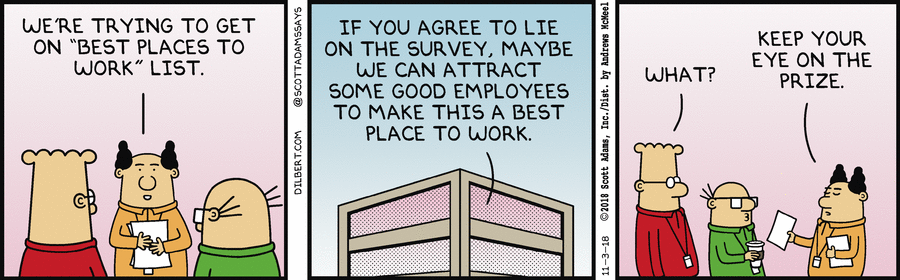 WE'RE TRYING TO GET
ON "BEST PLACES TO
WORK" LIST.
DILBERT.COM @SCOTTADAMSSAYS
IF YOU AGREE TO LIE
ON THE SURVEY, MAYBE
WE CAN ATTRACT
SOME GOOD EMPLOYEES
TO MAKE THIS A BEST
PLACE TO WORK.
11-3-18 ©2018 Scott Adams, Inc./Dist. by Andrews McMeel
WHAT?
KEEP YOUR
EYE ON THE
PRIZE.